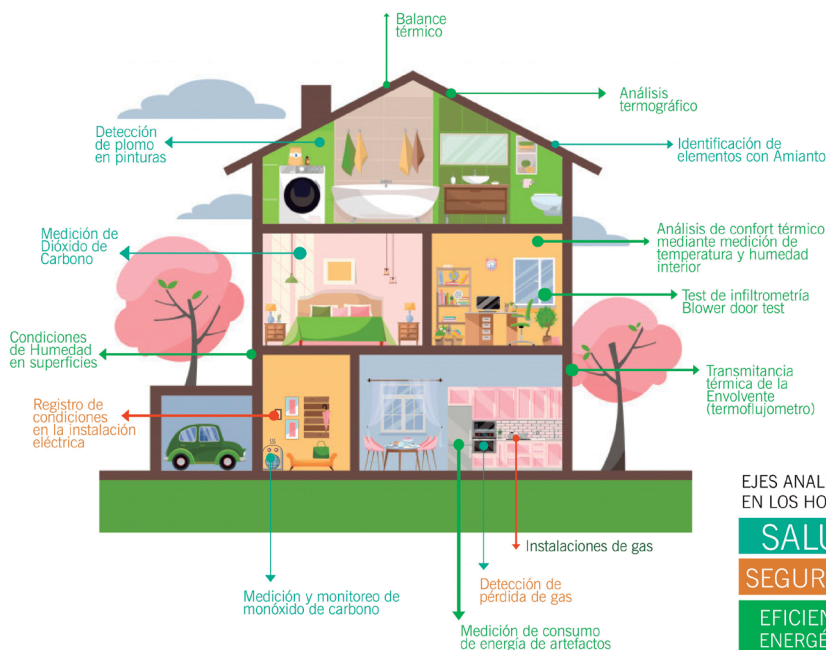 Balance
térmico
Análisis
termográfico
Detección
de plomo
en pinturas
Identificación de
elementos con Amianto
Medición de
Dióxido de
Carbono
Análisis de confort térmico
mediante medición de
temperatura y humedad
interior
Test de infiltrometría
Blower door test
Condiciones
de Humedad
en superficies
Transmitancia
térmica de la
Envolvente
(termoflujometro)
Registro de
condiciones
en la instalación
eléctrica
EJES ANAL
EN LOS HO
SALU
SEGUR
EFICIEN
ENERGÉ
Instalaciones de gas
Detección de
pérdida de gas
Medición y monitoreo de
monóxido de carbono
Medición de consumo
de energía de artefactos